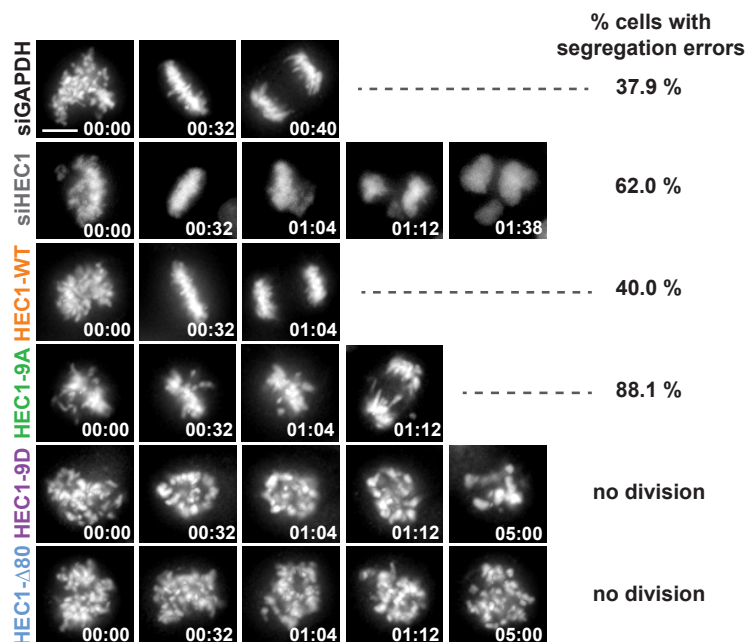 % cells with
segregation errors
siGAPDH
00:00
00:32
00:40
37.9 %
siHEC1
00:00
00:32
01:04
01:12
01:38
62.0 %
HEC1-WT
00:00
00:32
01:04
40.0 %
HEC1-9A
00:00
00:32
01:04
01:12
88.1 %
HEC1-9D
00:00
00:32
01:04
01:12
05:00
no division
HEC1-Δ80
00:00
00:32
01:04
01:12
05:00
no division